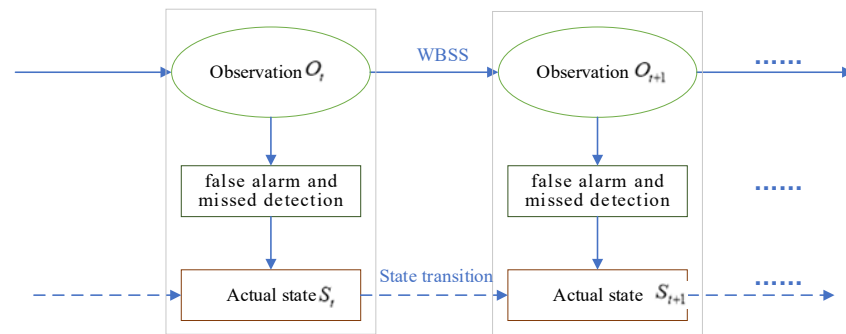 Observation O_t
WBSS
Observation O_{t+1}
......
false alarm and
missed detection
false alarm and
missed detection
......
Actual state S_t
State transition
Actual state S_{t+1}
......